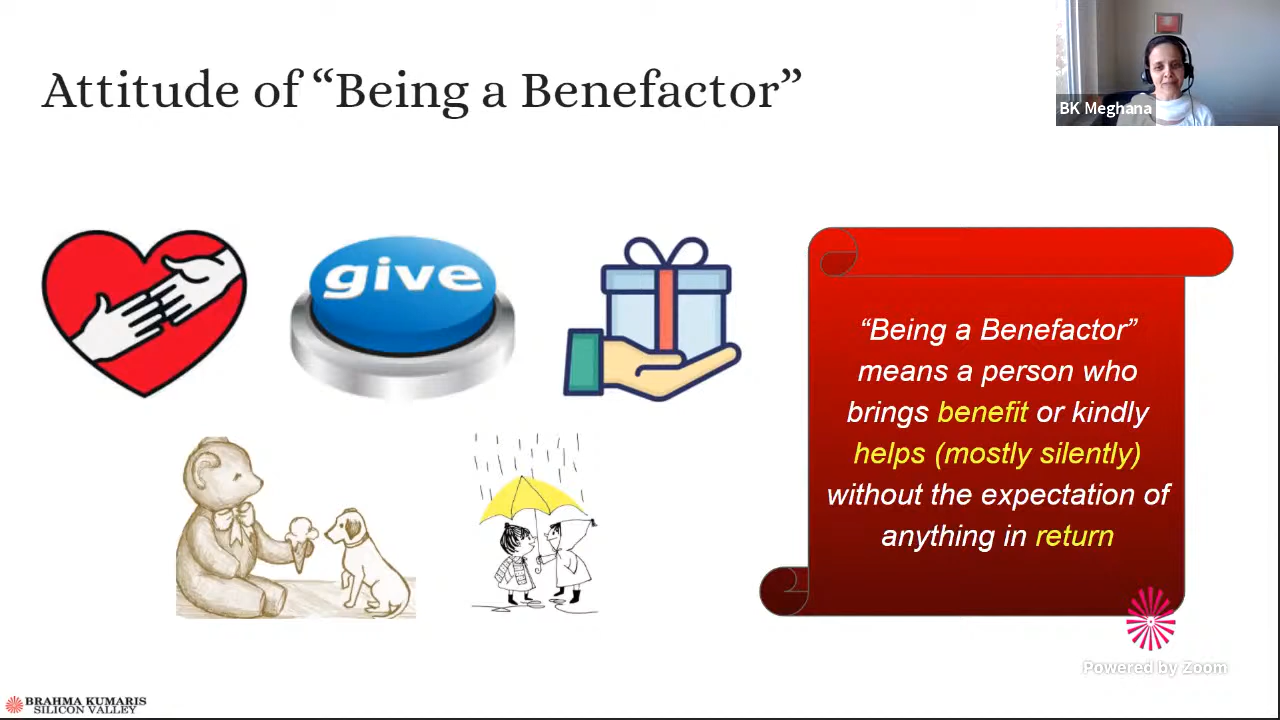 Attitude of “Being a Benefactor”
BK Meghana
give
“Being a Benefactor”
means a person who
brings benefit or kindly
helps (mostly silently)
without the expectation of
anything in return
Powered by Zoom
BRAHMA KUMARIS
SILICON VALLEY